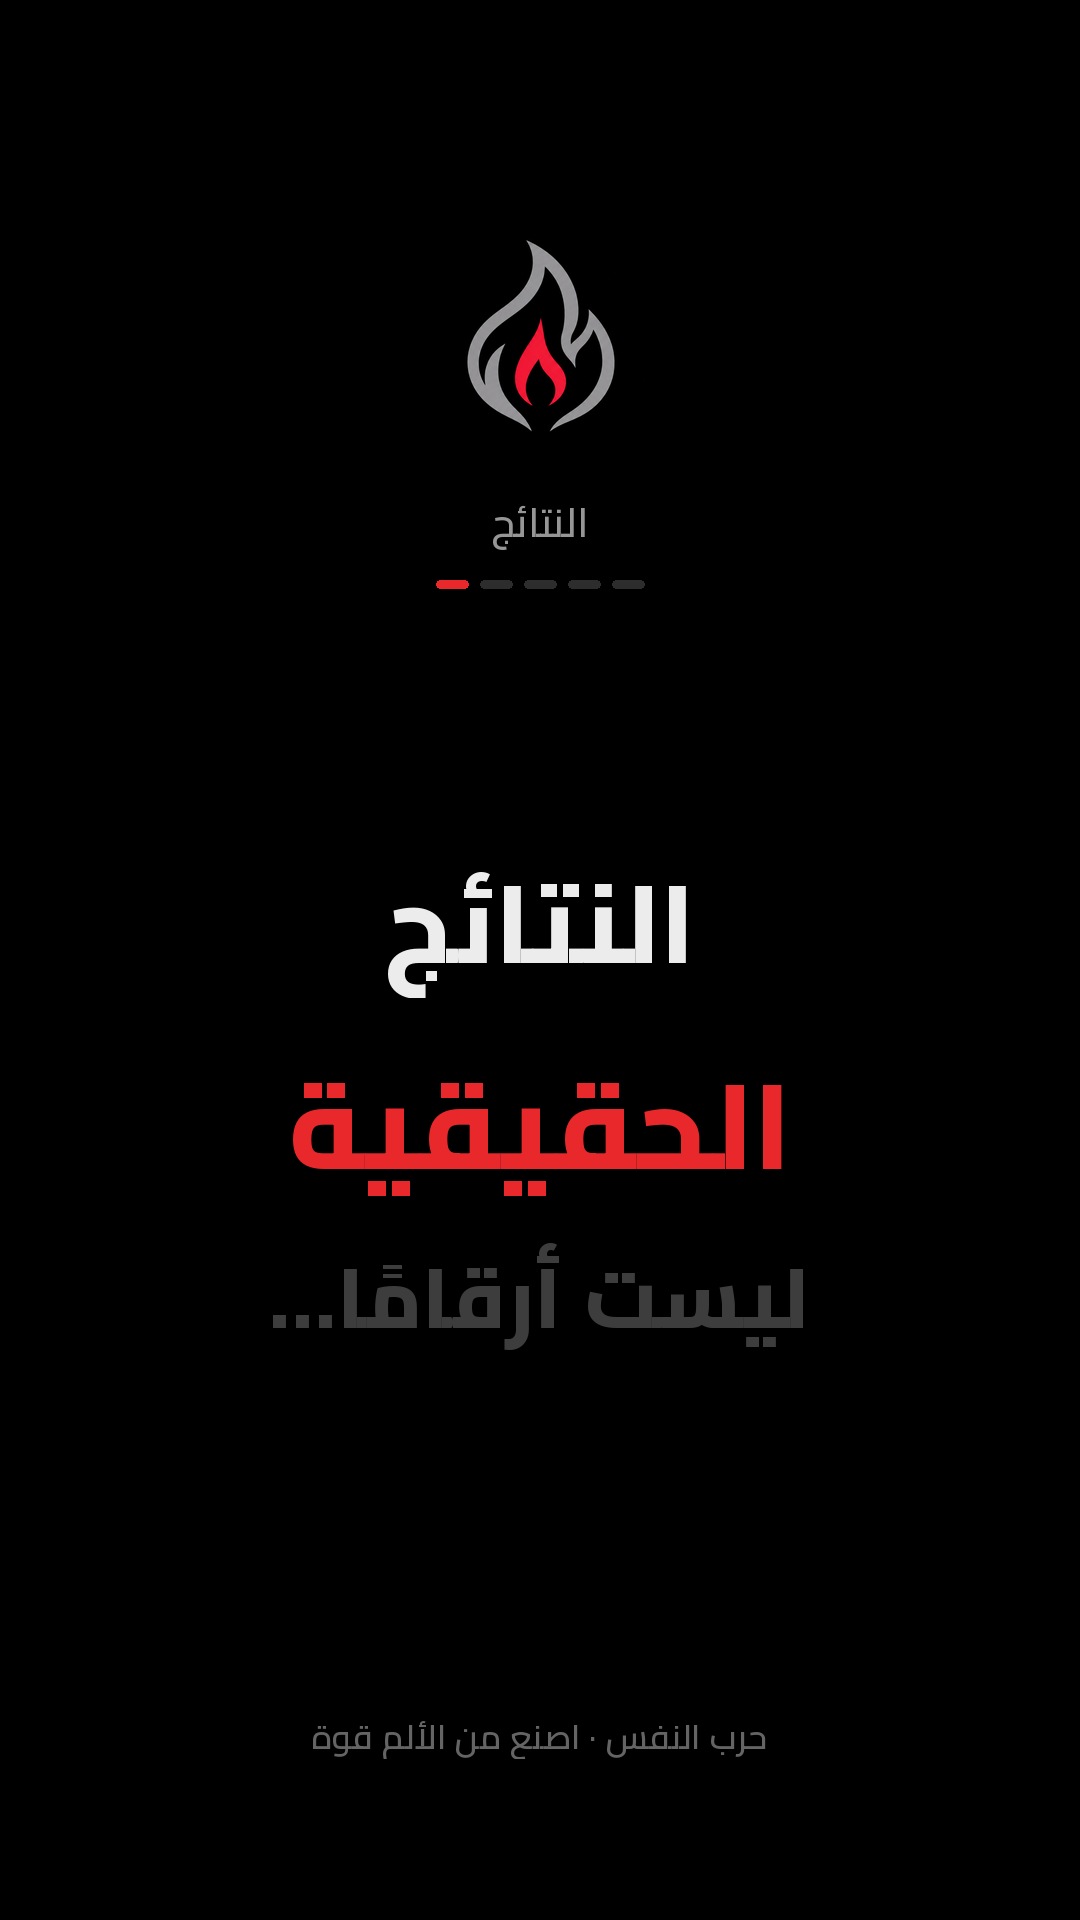 النتائج
النتائج
الحقيقية
ليست أرقامًا...
حرب النفس · اصنع من الألم قوة